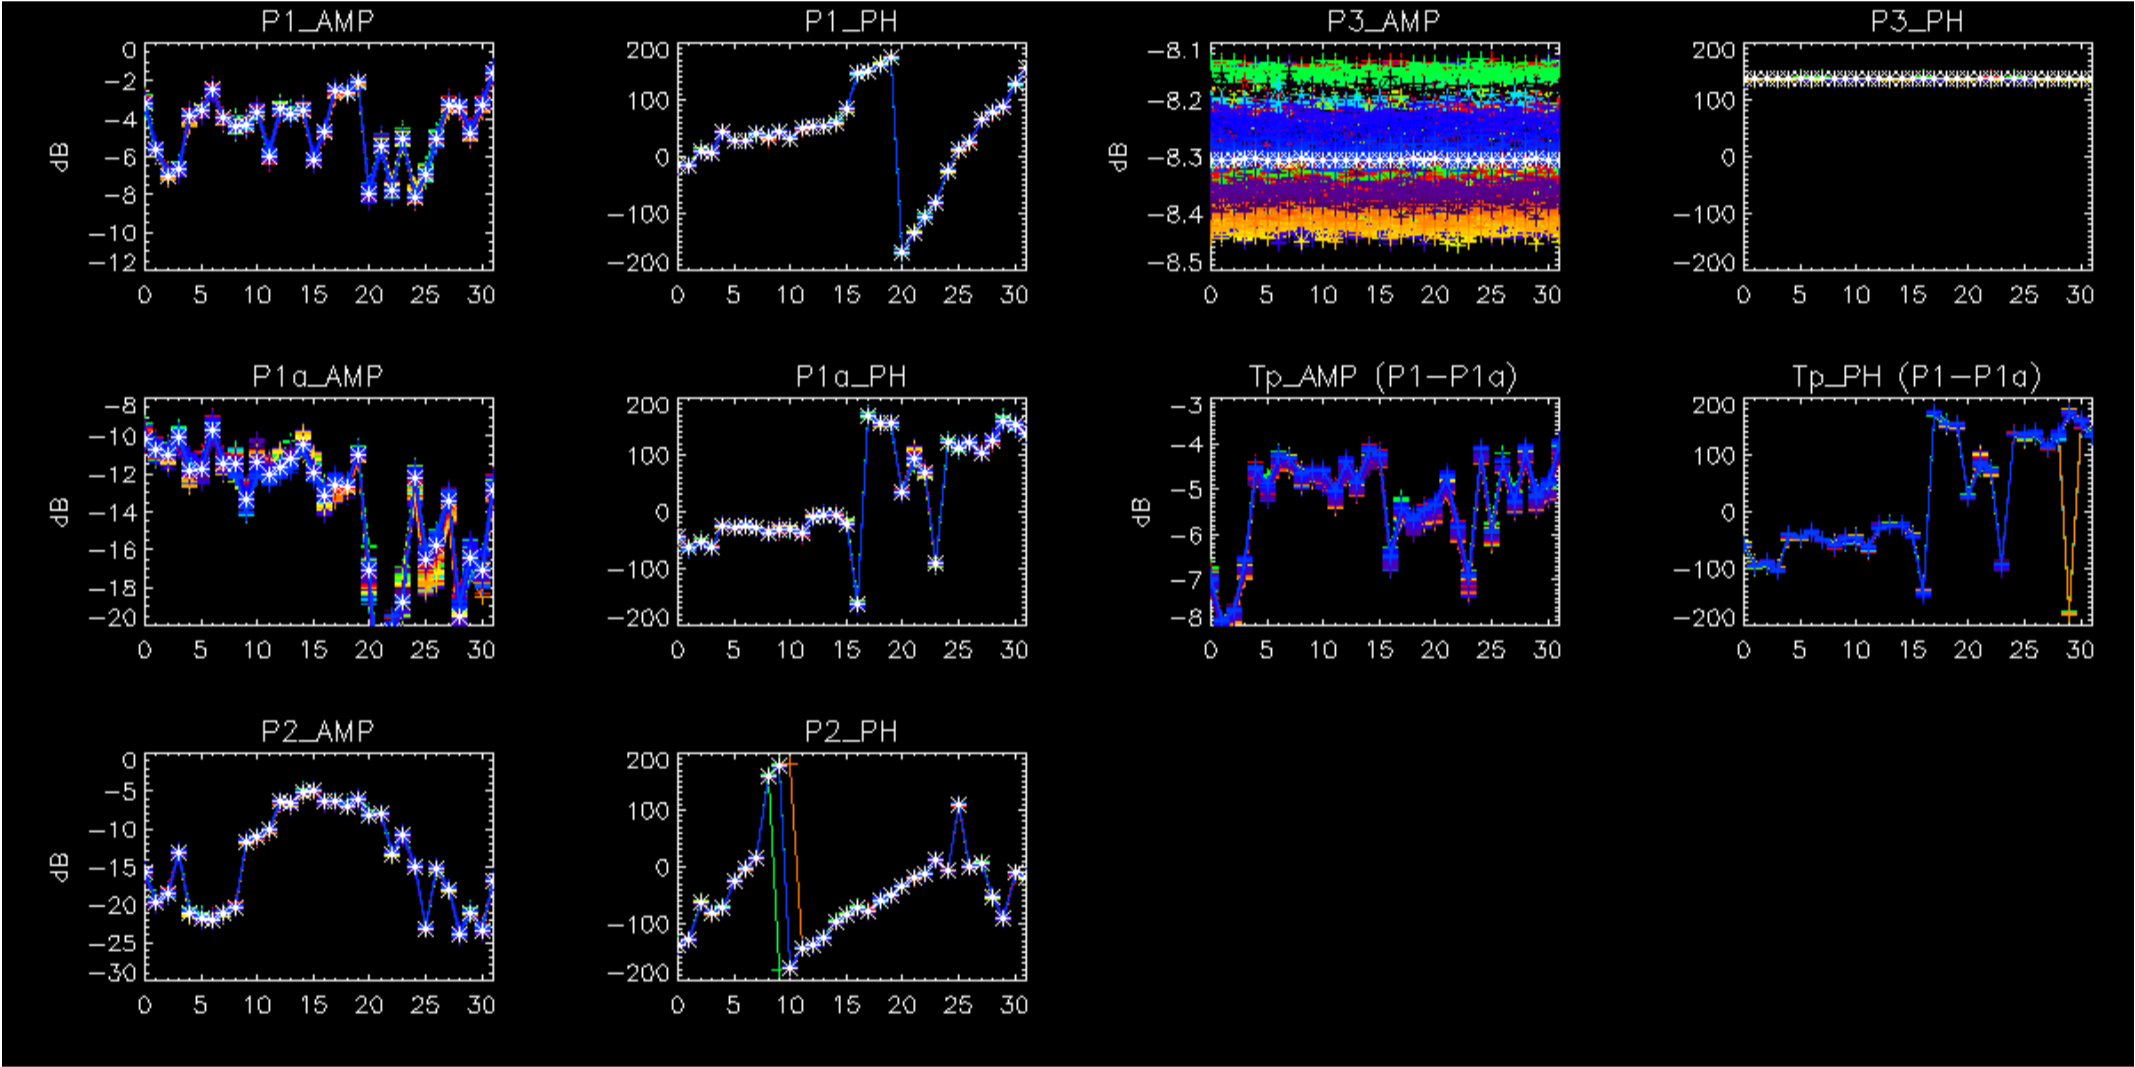 P1_AMP P1_PH P3_AMP P3_PH
dB 0 -2 -4 -6 -8 -10 -12
200 100 0 -100 -200
dB -8.1 -8.2 -8.3 -8.4 -8.5
200 100 0 -100 -200
0 5 10 15 20 25 30 0 5 10 15 20 25 30 0 5 10 15 20 25 30 0 5 10 15 20 25 30
P1a_AMP P1a_PH Tp_AMP (P1-P1a) Tp_PH (P1-P1a)
dB -8 -10 -12 -14 -16 -18 -20
200 100 0 -100 -200
dB -3 -4 -5 -6 -7 -8
200 100 0 -100 -200
0 5 10 15 20 25 30 0 5 10 15 20 25 30 0 5 10 15 20 25 30 0 5 10 15 20 25 30
P2_AMP P2_PH
dB 0 -5 -10 -15 -20 -25 -30
200 100 0 -100 -200
0 5 10 15 20 25 30 0 5 10 15 20 25 30